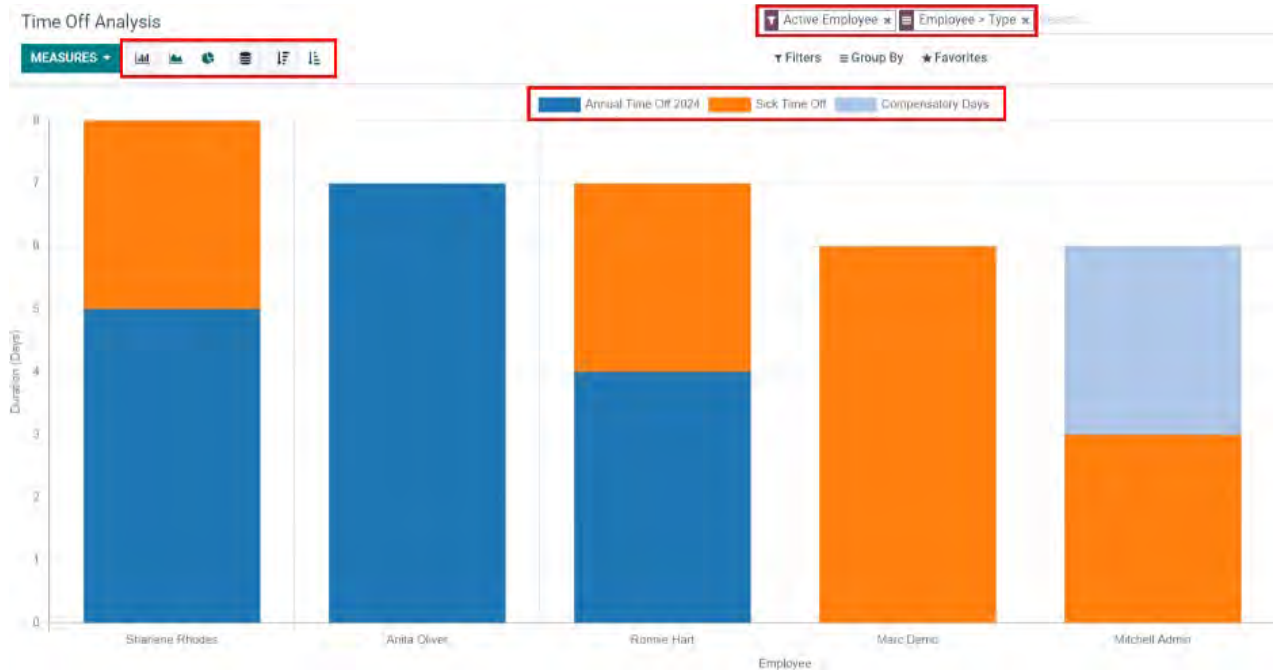 Time Off Analysis
Active Employee × Employee > Type ×
MEASURES
Filters Group By Favorites
Annual Time Off 2024 Sick Time Off Compensatory Days
8
7
6
5
4
3
2
1
0
Duration (Days)
Sharlene Rhodes Anita Oliver Ronnie Hart Marc Demo Mitchell Admin
Employee